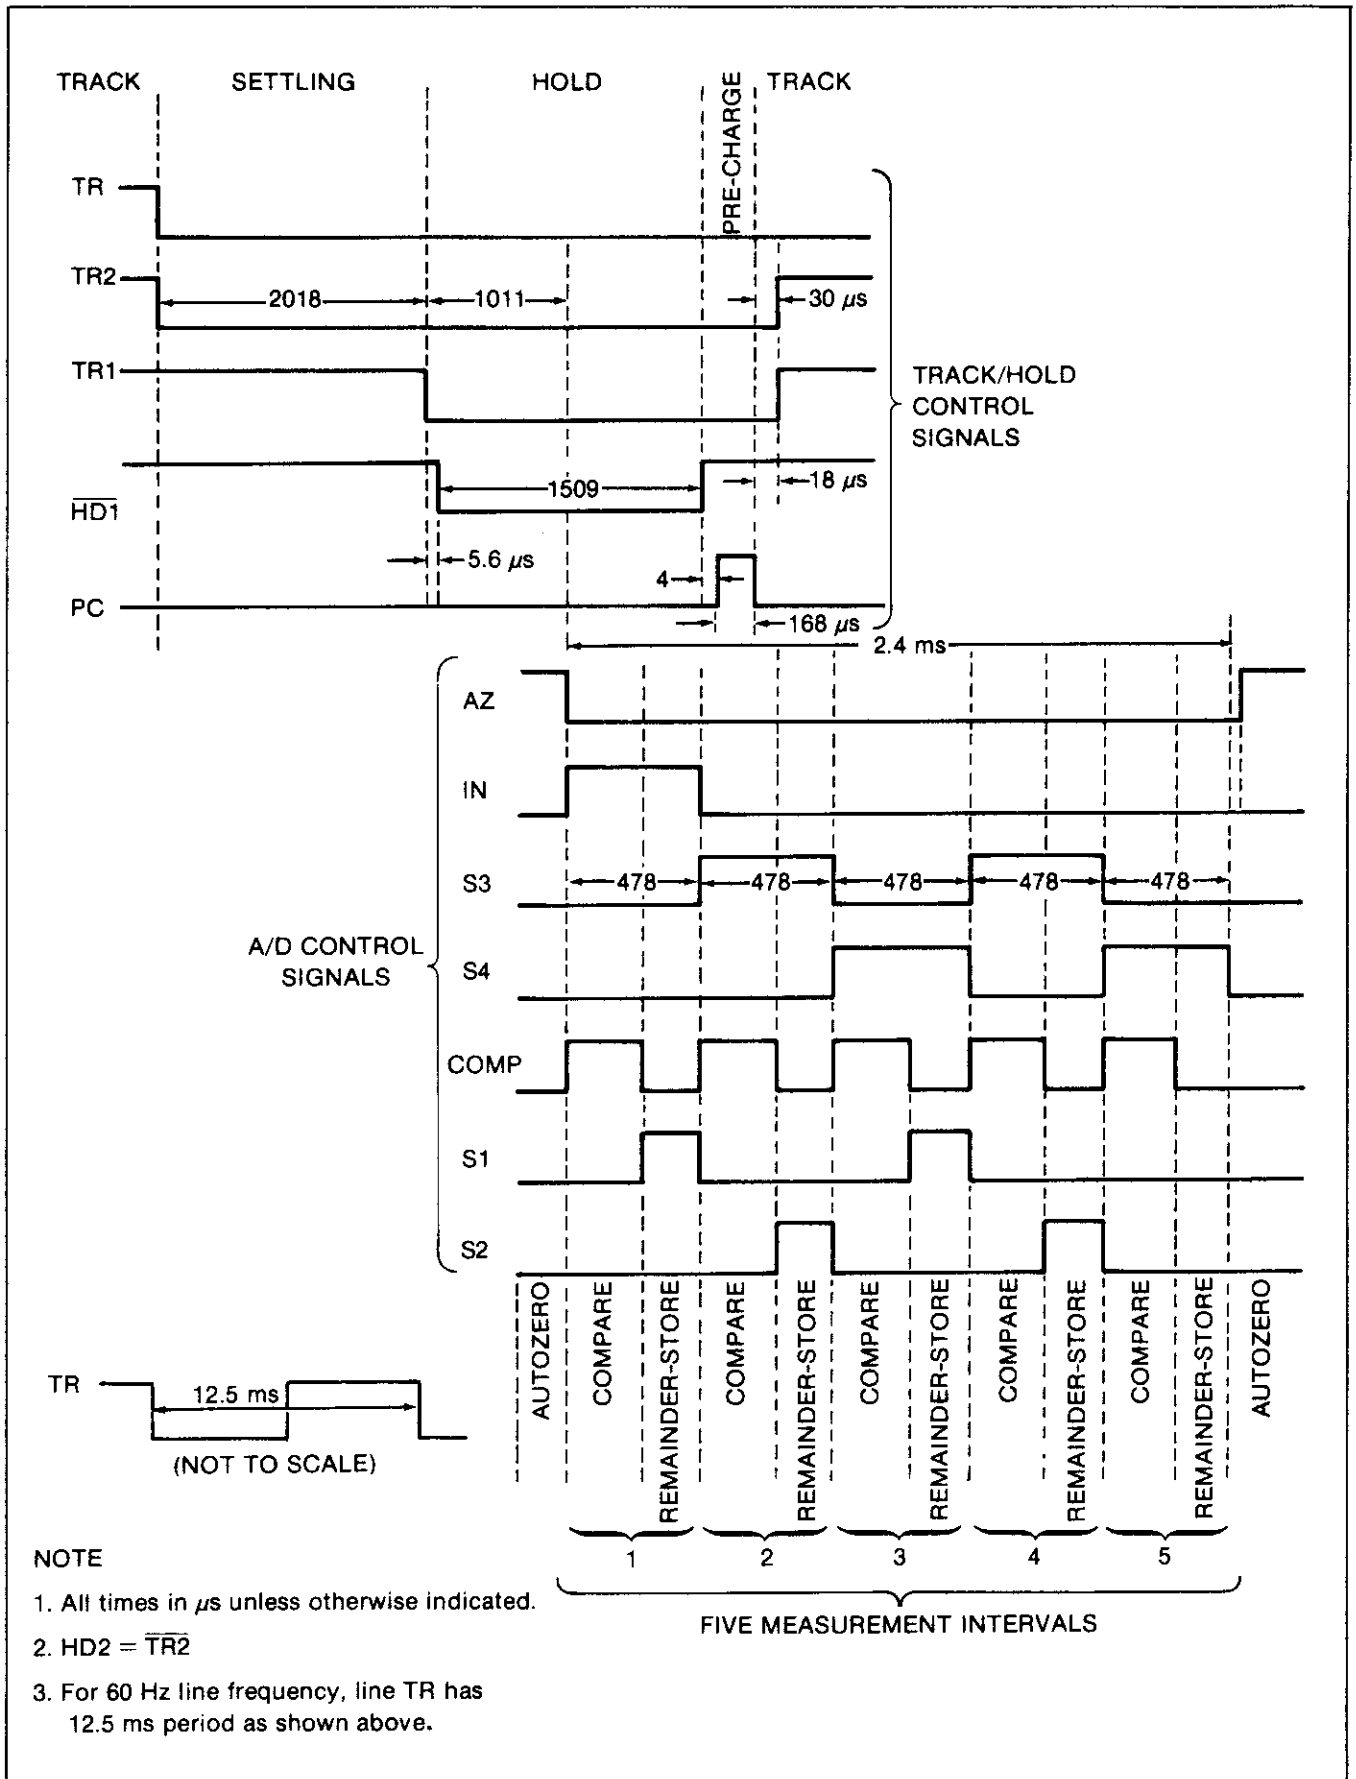 TRACK SETTLING HOLD PRE-CHARGE TRACK
TR
TR2 2018 1011 30 µs
TR1
TRACK/HOLD
CONTROL
SIGNALS
HD1 1509 18 µs
5.6 µs
4
PC 168 µs
2.4 ms
AZ
IN
S3 478 478 478 478 478
A/D CONTROL
SIGNALS
S4
COMP
S1
S2
AUTOZERO COMPARE REMAINDER-STORE COMPARE REMAINDER-STORE COMPARE REMAINDER-STORE COMPARE REMAINDER-STORE COMPARE REMAINDER-STORE AUTOZERO
TR 12.5 ms
(NOT TO SCALE)
1 2 3 4 5
FIVE MEASUREMENT INTERVALS
NOTE
1. All times in µs unless otherwise indicated.
2. HD2 = T̅R̅2̅
3. For 60 Hz line frequency, line TR has
12.5 ms period as shown above.